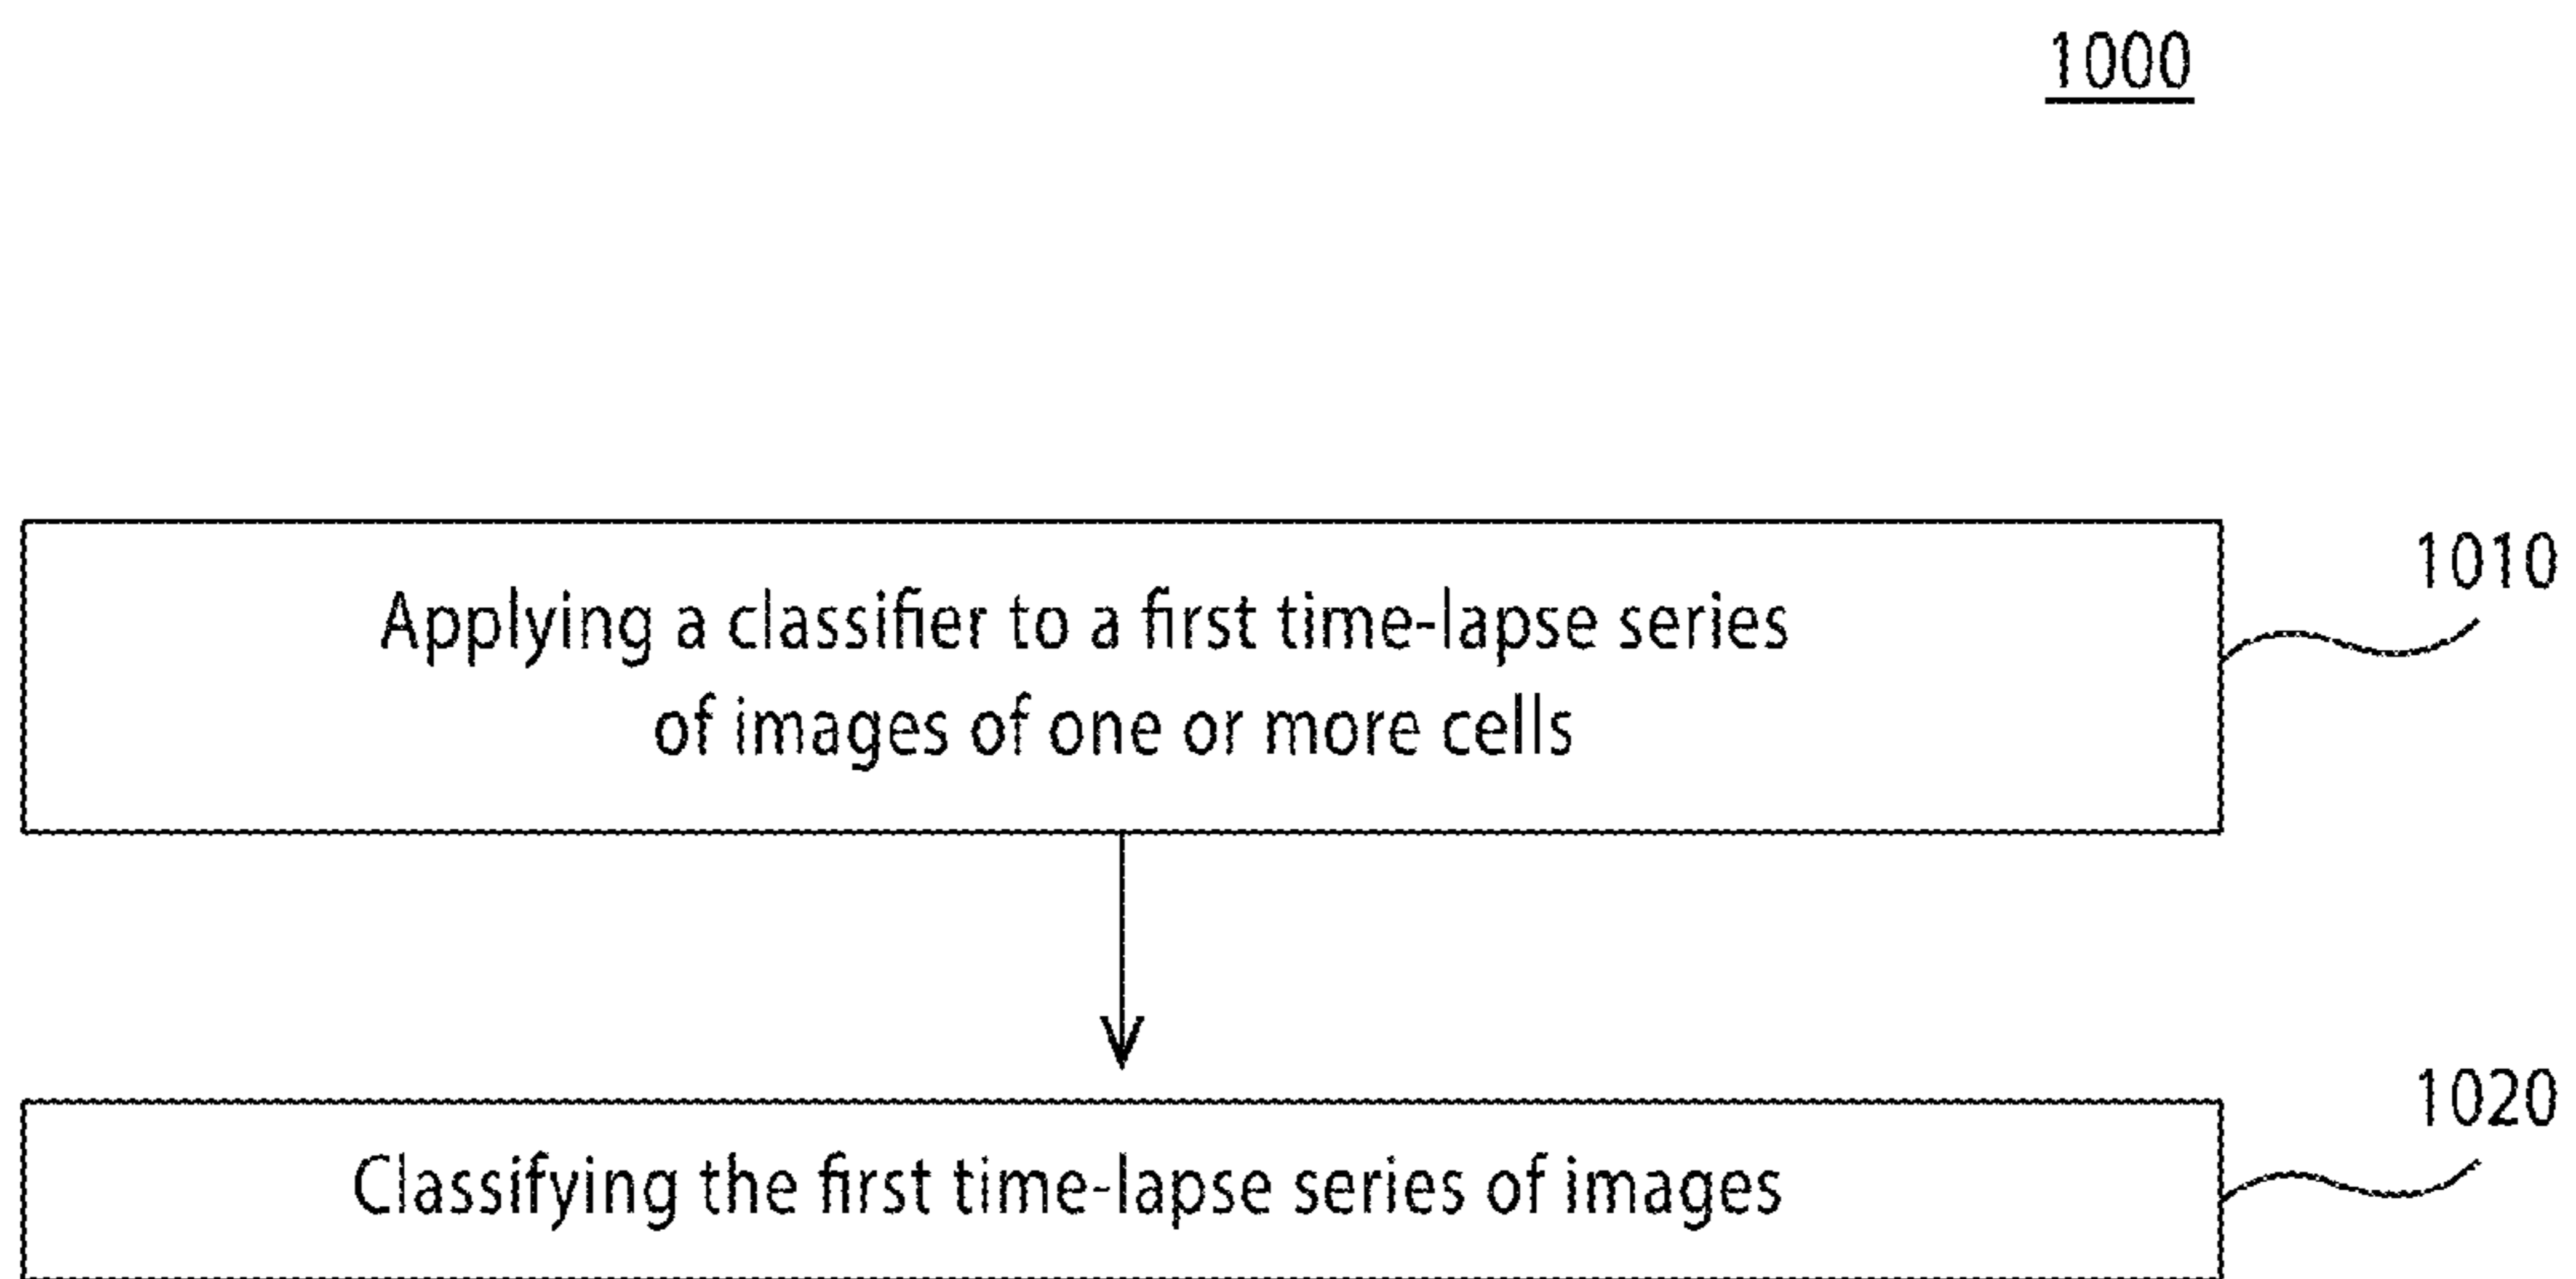 1000
1010
Applying a classifier to a first time-lapse series
of images of one or more cells
1020
Classifying the first time-lapse series of images